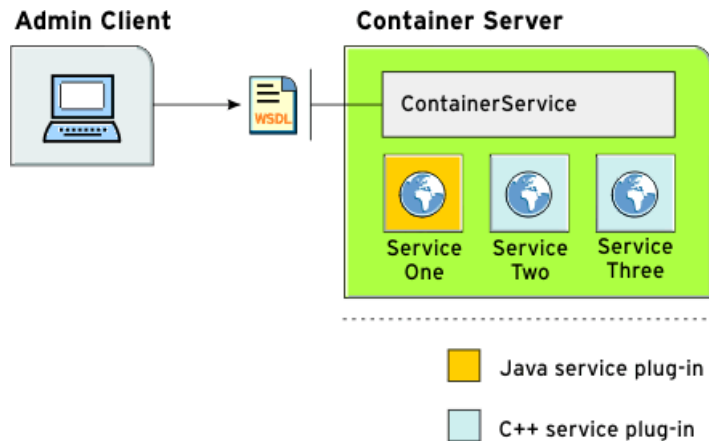 Admin Client
Container Server
WSDL
ContainerService
Service
One
Service
Two
Service
Three
Java service plug-in
C++ service plug-in